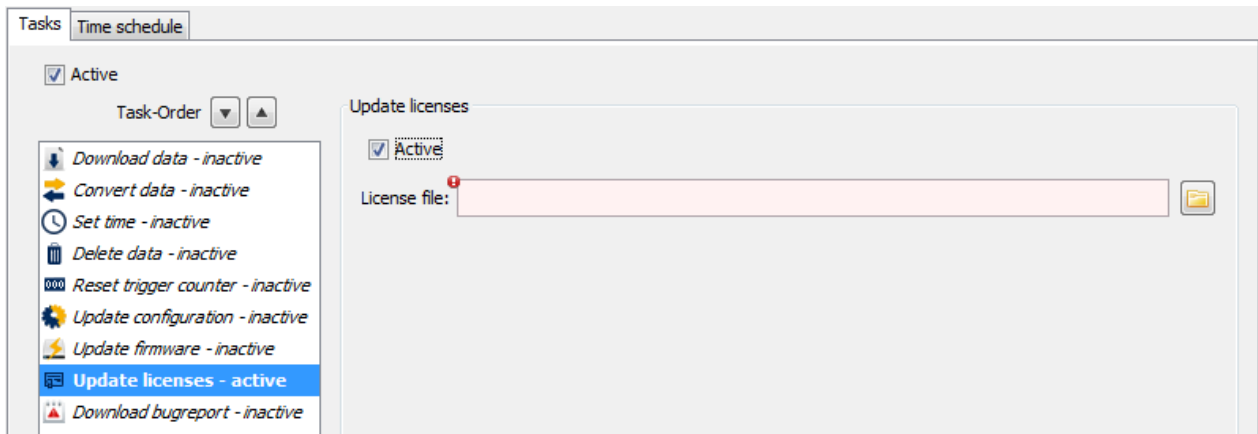 Tasks
Time schedule
Active
Task-Order
Download data - inactive
Convert data - inactive
Set time - inactive
Delete data - inactive
000 Reset trigger counter - inactive
Update configuration - inactive
Update firmware - inactive
Update licenses - active
Download bugreport - inactive
Update licenses
Active
License file: